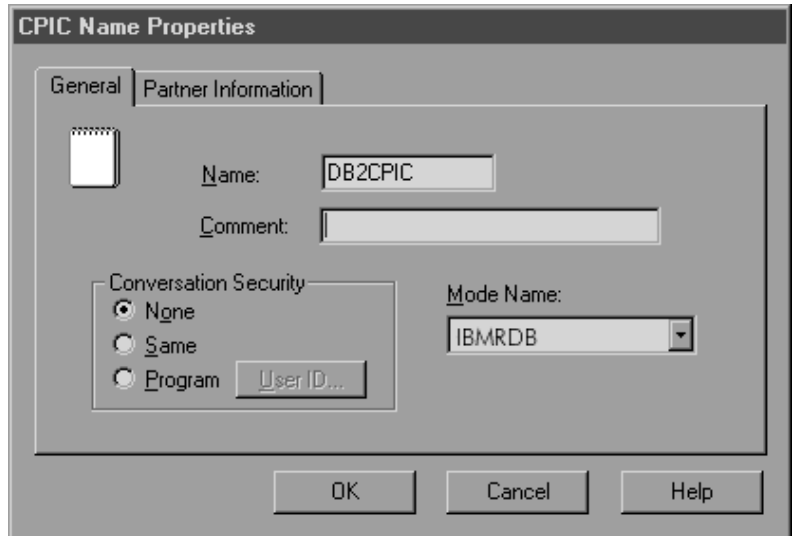 CPIC Name Properties
General Partner Information
Name: DB2CPIC
Comment:
Conversation Security
None
Same
Program User ID...
Mode Name:
IBMRDB
OK Cancel Help